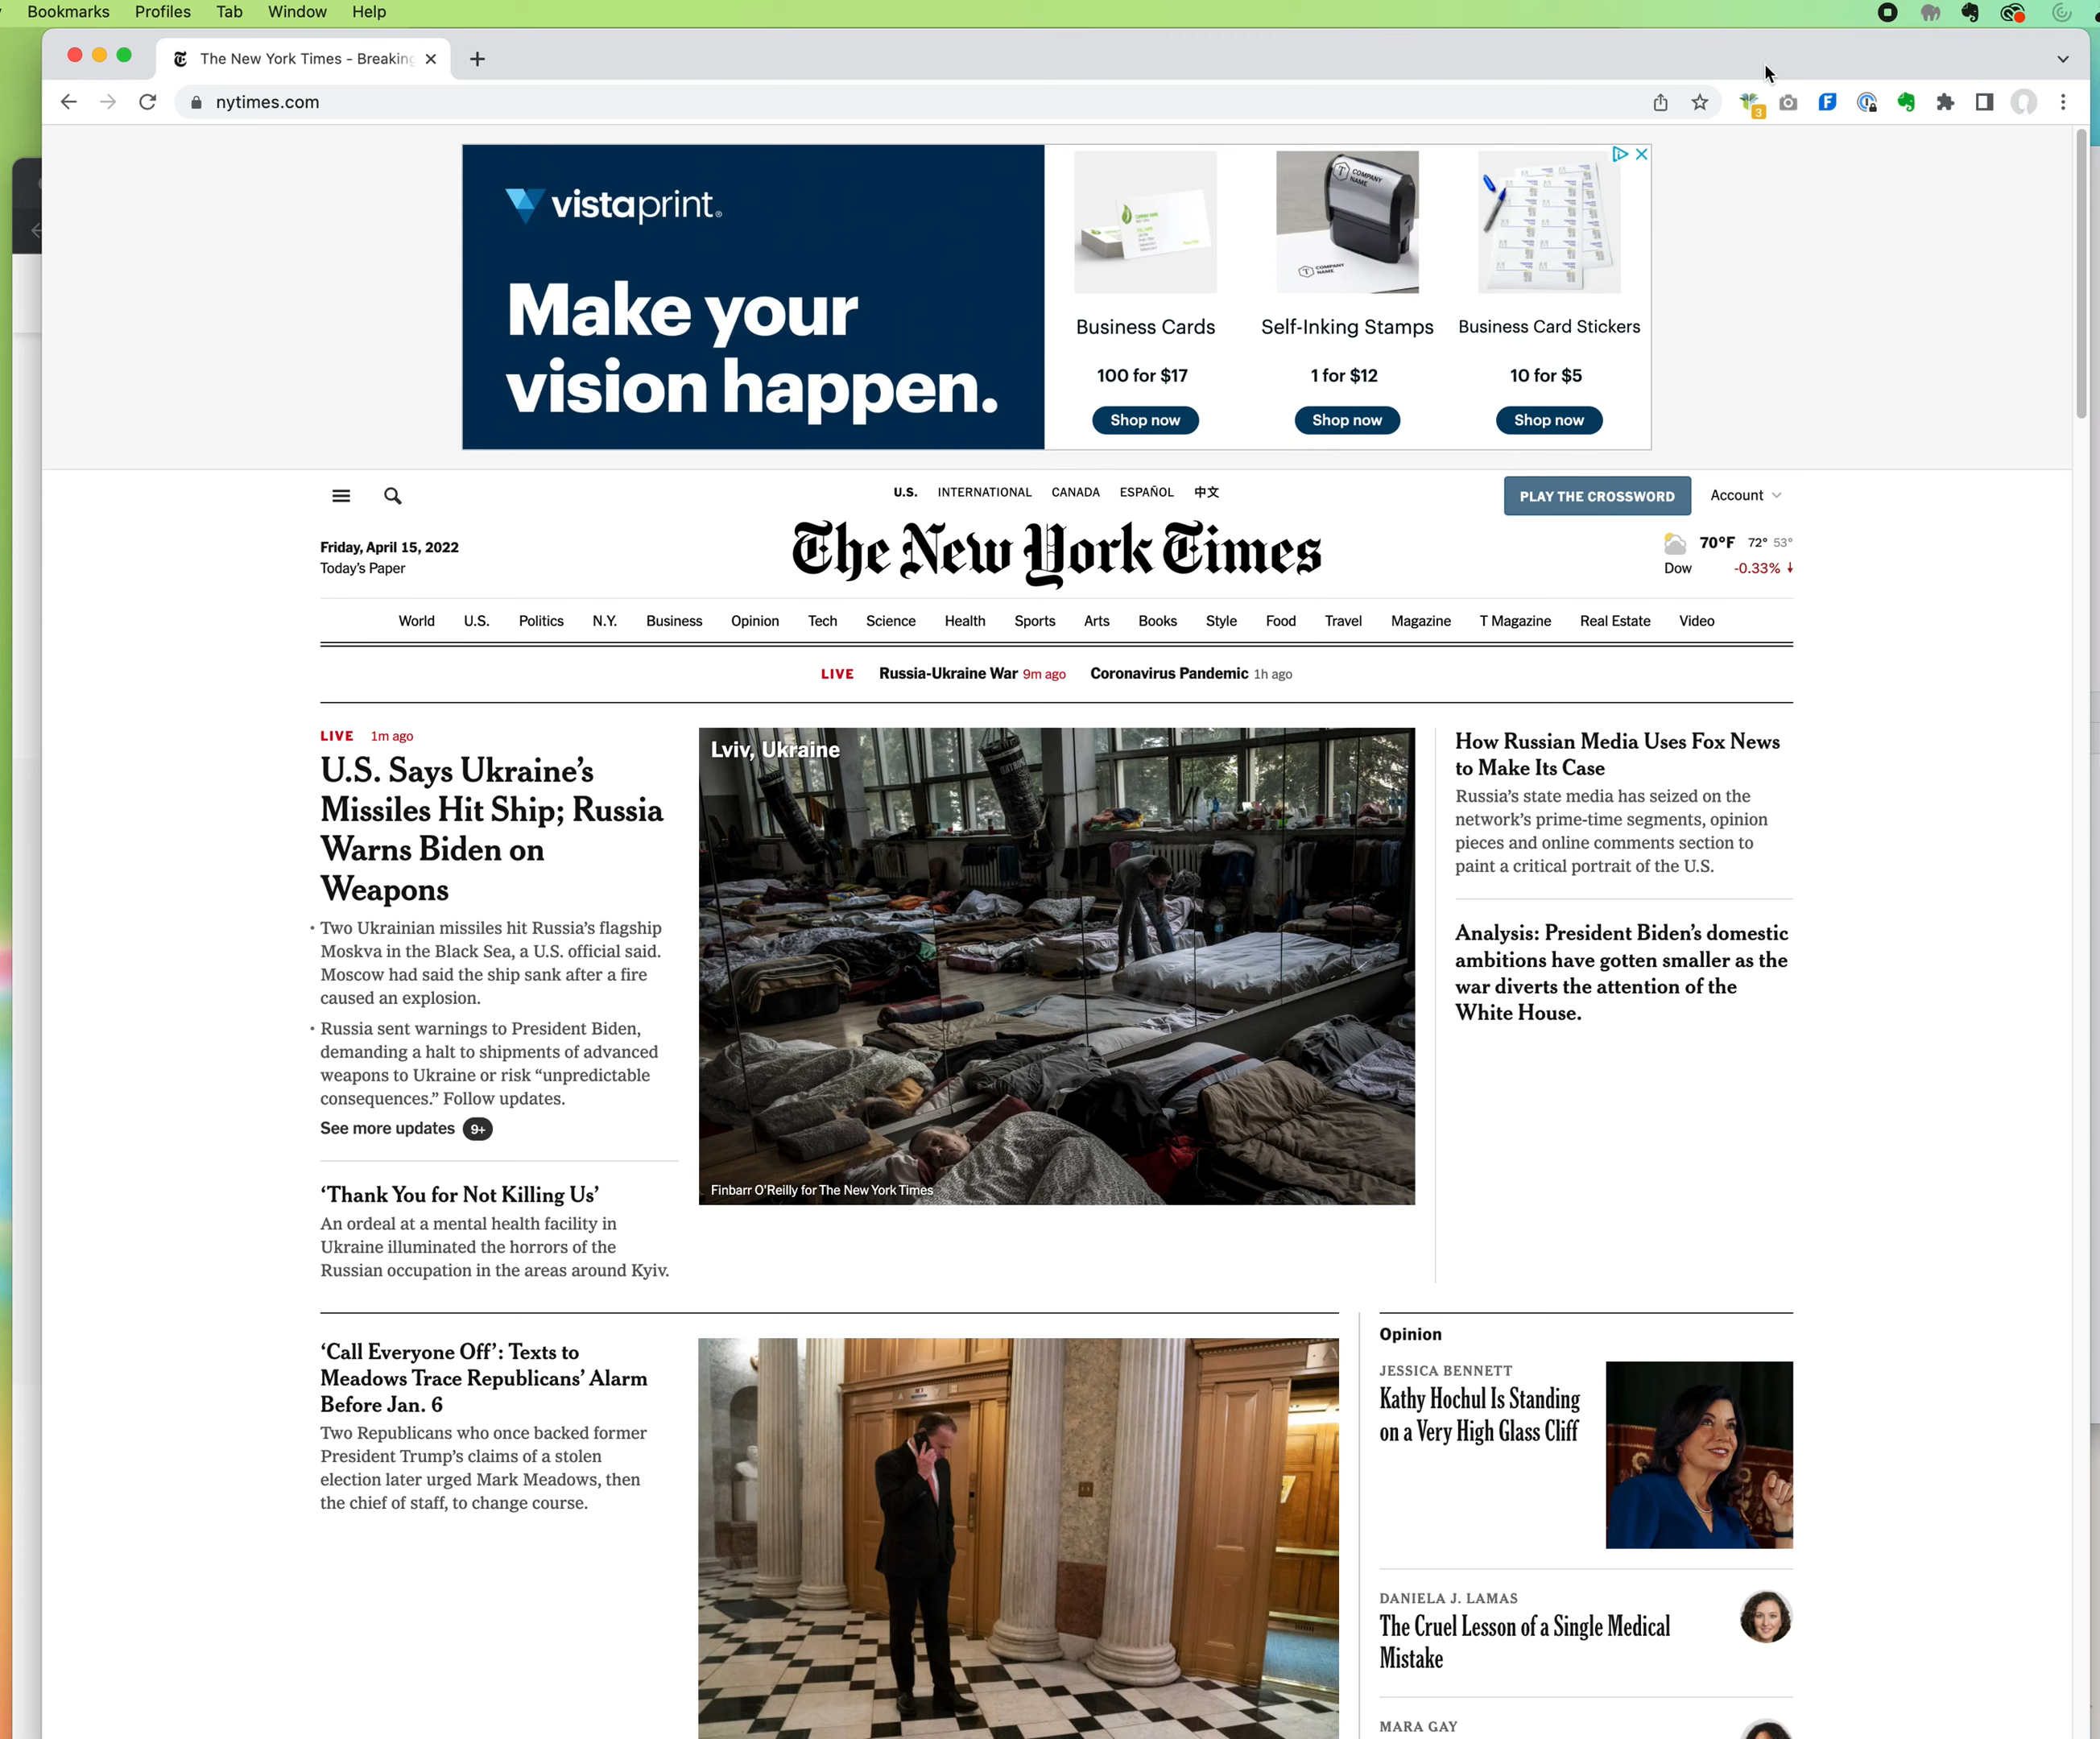 Bookmarks Profiles Tab Window Help
The New York Times - Breaking
nytimes.com
3
vistaprint.
Make your
vision happen.
COMPANY
NAME
COMPANY
NAME
Business Cards
100 for $17
Shop now
Self-Inking Stamps
1 for $12
Shop now
Business Card Stickers
10 for $5
Shop now
U.S. INTERNATIONAL CANADA ESPAÑOL 中文
PLAY THE CROSSWORD
Account
Friday, April 15, 2022
Today's Paper
The New York Times
70°F 72° 53°
Dow -0.33% ↓
World U.S. Politics N.Y. Business Opinion Tech Science Health Sports Arts Books Style Food Travel Magazine T Magazine Real Estate Video
LIVE Russia-Ukraine War 9m ago Coronavirus Pandemic 1h ago
LIVE 1m ago
U.S. Says Ukraine's
Missiles Hit Ship; Russia
Warns Biden on
Weapons
• Two Ukrainian missiles hit Russia's flagship
Moskva in the Black Sea, a U.S. official said.
Moscow had said the ship sank after a fire
caused an explosion.
• Russia sent warnings to President Biden,
demanding a halt to shipments of advanced
weapons to Ukraine or risk “unpredictable
consequences.” Follow updates.
See more updates 9+
‘Thank You for Not Killing Us’
An ordeal at a mental health facility in
Ukraine illuminated the horrors of the
Russian occupation in the areas around Kyiv.
Lviv, Ukraine
Finbarr O'Reilly for The New York Times
How Russian Media Uses Fox News
to Make Its Case
Russia's state media has seized on the
network's prime-time segments, opinion
pieces and online comments section to
paint a critical portrait of the U.S.
Analysis: President Biden's domestic
ambitions have gotten smaller as the
war diverts the attention of the
White House.
‘Call Everyone Off’: Texts to
Meadows Trace Republicans' Alarm
Before Jan. 6
Two Republicans who once backed former
President Trump's claims of a stolen
election later urged Mark Meadows, then
the chief of staff, to change course.
Opinion
JESSICA BENNETT
Kathy Hochul Is Standing
on a Very High Glass Cliff
DANIELA J. LAMAS
The Cruel Lesson of a Single Medical
Mistake
MARA GAY